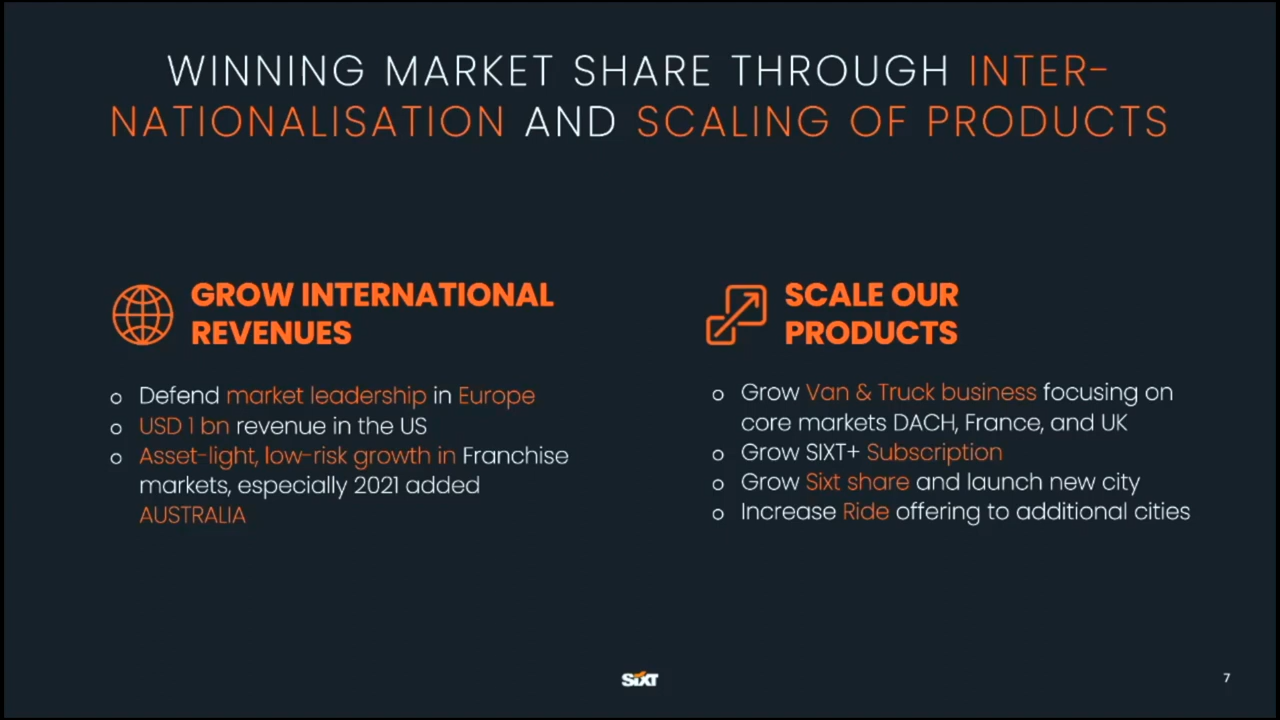 WINNING MARKET SHARE THROUGH INTER-
NATIONALISATION AND SCALING OF PRODUCTS
GROW INTERNATIONAL
REVENUES
o Defend market leadership in Europe
o USD 1 bn revenue in the US
o Asset-light, low-risk growth in Franchise
markets, especially 2021 added
AUSTRALIA
SCALE OUR
PRODUCTS
o Grow Van & Truck business focusing on
core markets DACH, France, and UK
o Grow SIXT+ Subscription
o Grow Sixt share and launch new city
o Increase Ride offering to additional cities
SIXT
7